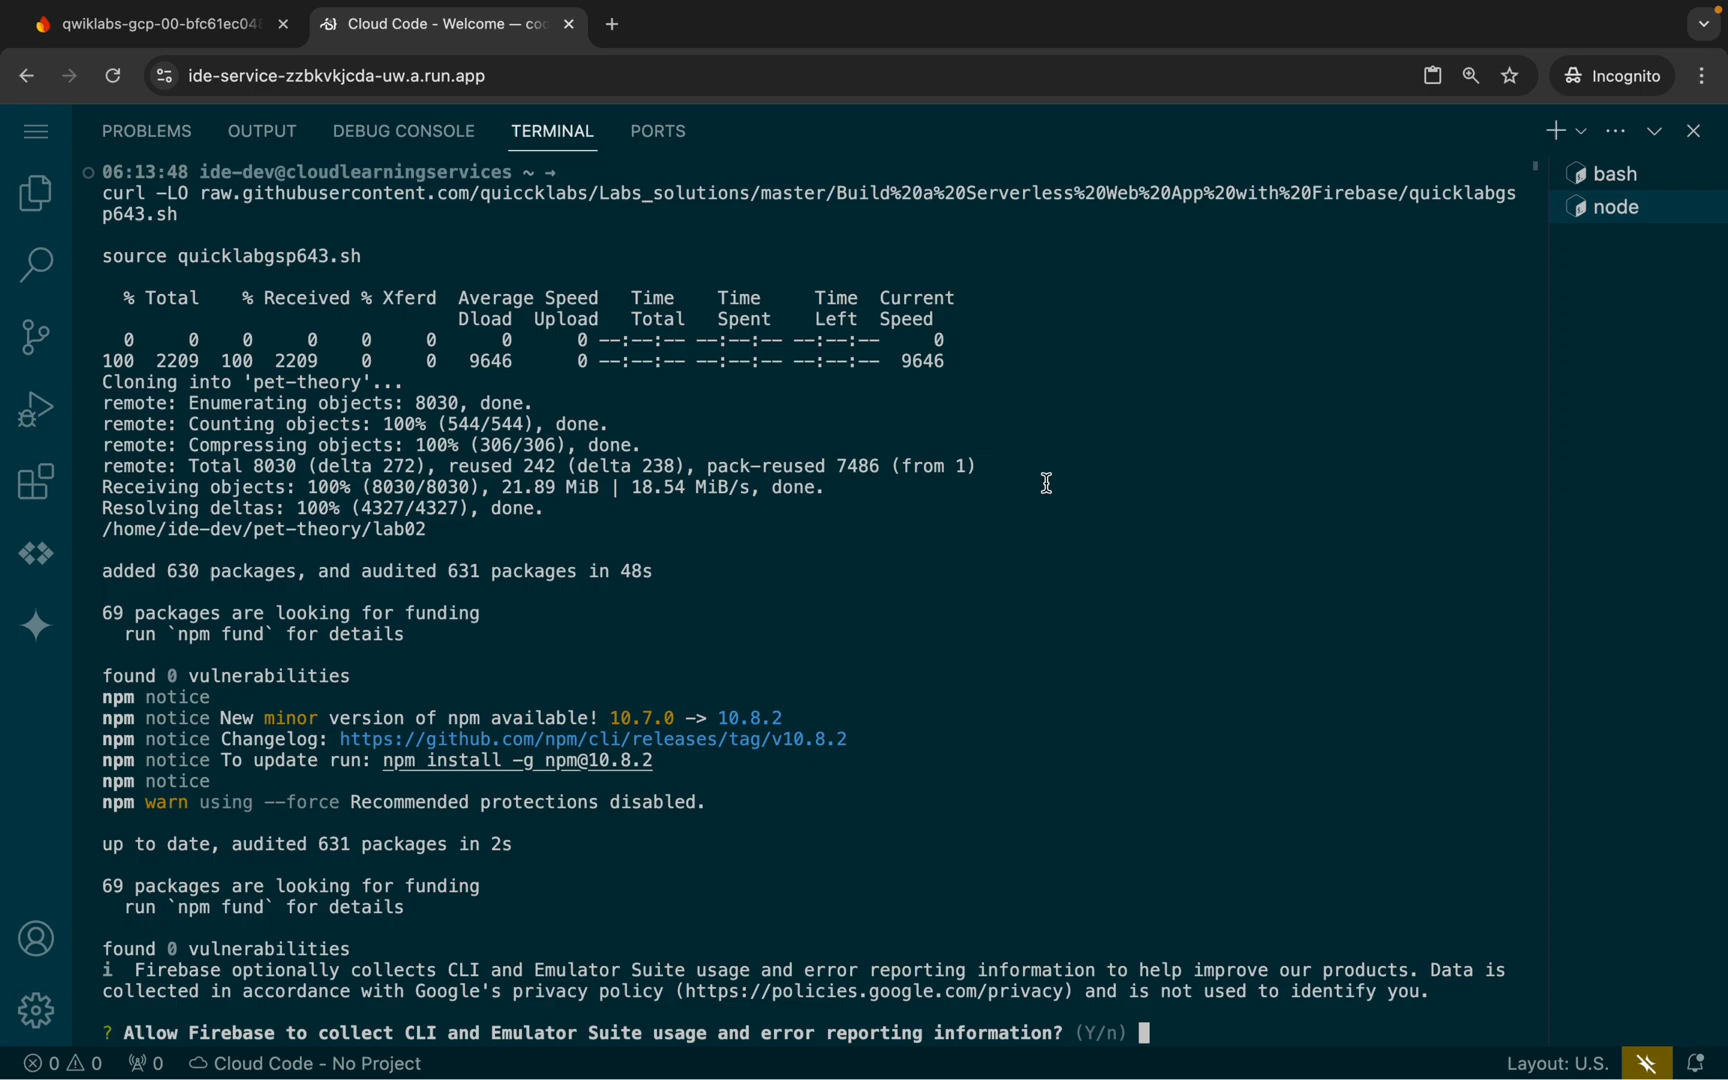 qwiklabs-gcp-00-bfc61ec04
Cloud Code - Welcome — co
ide-service-zzbkvkjcda-uw.a.run.app
Incognito
PROBLEMS OUTPUT DEBUG CONSOLE TERMINAL PORTS
bash
node
06:13:48 ide-dev@cloudlearningservices ~ →
curl -LO raw.githubusercontent.com/quiccklabs/Labs_solutions/master/Build%20a%20Serverless%20Web%20App%20with%20Firebase/quicklabgs
p643.sh
source quicklabgsp643.sh
% Total % Received % Xferd Average Speed Time Time Time Current
Dload Upload Total Spent Left Speed
0 0 0 0 0 0 0 0 --:--:-- --:--:-- --:--:-- 0
100 2209 100 2209 0 0 9646 0 --:--:-- --:--:-- --:--:-- 9646
Cloning into 'pet-theory'...
remote: Enumerating objects: 8030, done.
remote: Counting objects: 100% (544/544), done.
remote: Compressing objects: 100% (306/306), done.
remote: Total 8030 (delta 272), reused 242 (delta 238), pack-reused 7486 (from 1)
Receiving objects: 100% (8030/8030), 21.89 MiB | 18.54 MiB/s, done.
Resolving deltas: 100% (4327/4327), done.
/home/ide-dev/pet-theory/lab02
added 630 packages, and audited 631 packages in 48s
69 packages are looking for funding
run `npm fund` for details
found 0 vulnerabilities
npm notice
npm notice New minor version of npm available! 10.7.0 -> 10.8.2
npm notice Changelog: https://github.com/npm/cli/releases/tag/v10.8.2
npm notice To update run: npm install -g npm@10.8.2
npm notice
npm warn using --force Recommended protections disabled.
up to date, audited 631 packages in 2s
69 packages are looking for funding
run `npm fund` for details
found 0 vulnerabilities
i Firebase optionally collects CLI and Emulator Suite usage and error reporting information to help improve our products. Data is
collected in accordance with Google's privacy policy (https://policies.google.com/privacy) and is not used to identify you.
? Allow Firebase to collect CLI and Emulator Suite usage and error reporting information? (Y/n)
0 0 0 Cloud Code - No Project
Layout: U.S.